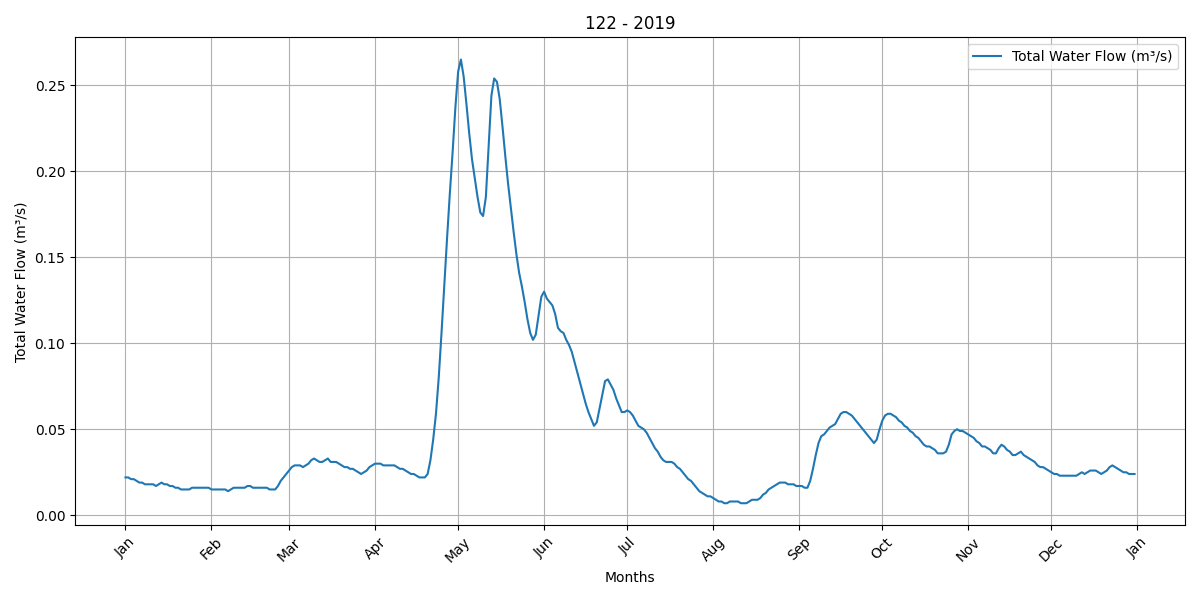 122 - 2019
Total Water Flow (m³/s)
Total Water Flow (m³/s)
0.25
0.20
0.15
0.10
0.05
0.00
Jan Feb Mar Apr May Jun Jul Aug Sep Oct Nov Dec Jan
Months